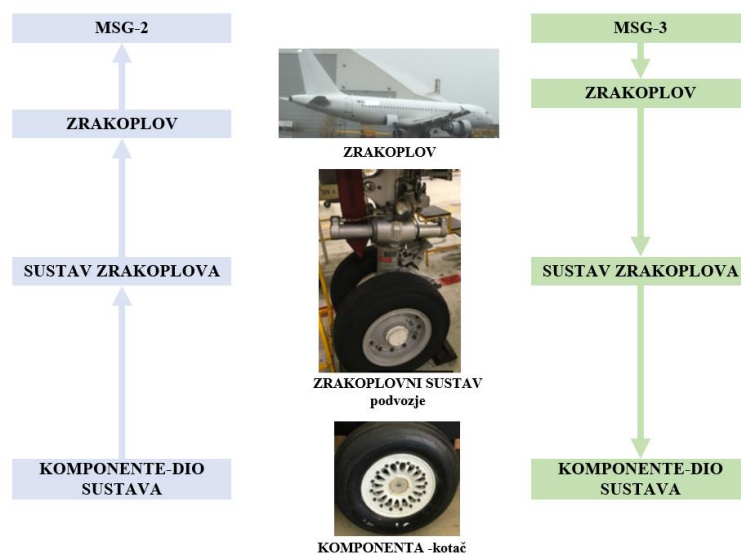 MSG-2
ZRAKOPLOV
SUSTAV ZRAKOPLOVA
KOMPONENTE-DIO
SUSTAVA
ZRAKOPLOV
ZRAKOPLOVNI SUSTAV
podvozje
KOMPONENTA -kotač
MSG-3
ZRAKOPLOV
SUSTAV ZRAKOPLOVA
KOMPONENTE-DIO
SUSTAVA